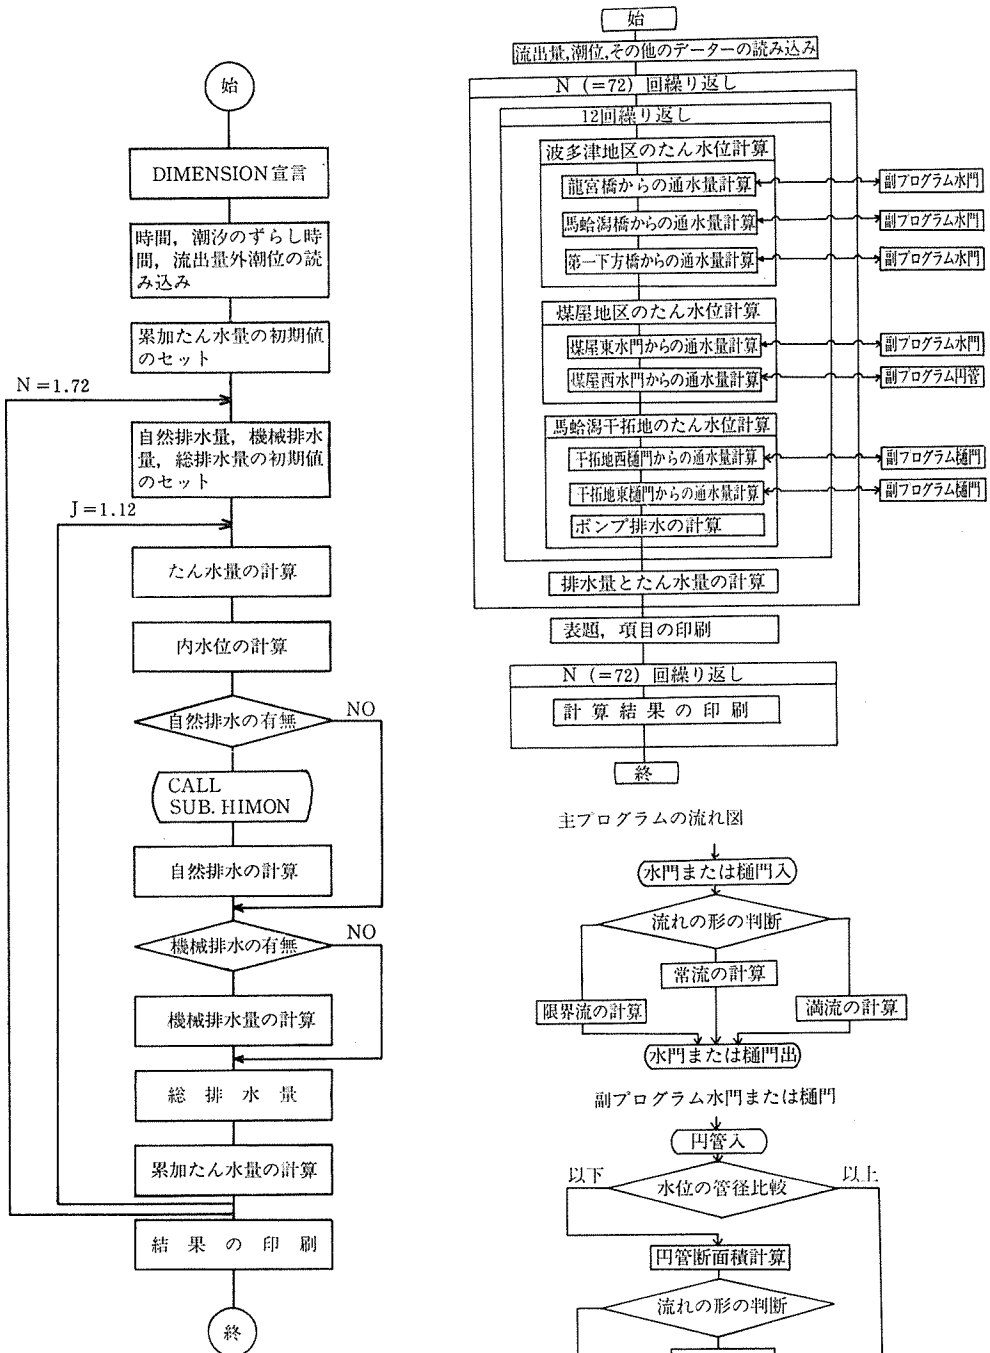 始
DIMENSION宣言
時間，潮汐のずらし時
間，流出量外潮位の読
み込み
累加たん水量の初期値
のセット
N＝1.72
自然排水量，機械排水
量，総排水量の初期値
のセット
J＝1.12
たん水量の計算
内水位の計算
自然排水の有無
NO
CALL
SUB. HIMON
自然排水の計算
機械排水の有無
NO
機械排水量の計算
総排水量
累加たん水量の計算
結果の印刷
終
始
流出量,潮位,その他のデーターの読み込み
N (＝72) 回繰り返し
12回繰り返し
波多津地区のたん水位計算
龍宮橋からの通水量計算
副プログラム水門
馬蛤潟橋からの通水量計算
副プログラム水門
第一下方橋からの通水量計算
副プログラム水門
煤屋地区のたん水位計算
煤屋東水門からの通水量計算
副プログラム水門
煤屋西水門からの通水量計算
副プログラム円管
馬蛤潟干拓地のたん水位計算
干拓地西樋門からの通水量計算
副プログラム樋門
干拓地東樋門からの通水量計算
副プログラム樋門
ポンプ排水の計算
排水量とたん水量の計算
表題，項目の印刷
N (＝72) 回繰り返し
計算結果の印刷
終
主プログラムの流れ図
水門または樋門入
流れの形の判断
常流の計算
限界流の計算
満流の計算
水門または樋門出
副プログラム水門または樋門
円管入
以下
水位の管径比較
以上
円管断面積計算
流れの形の判断